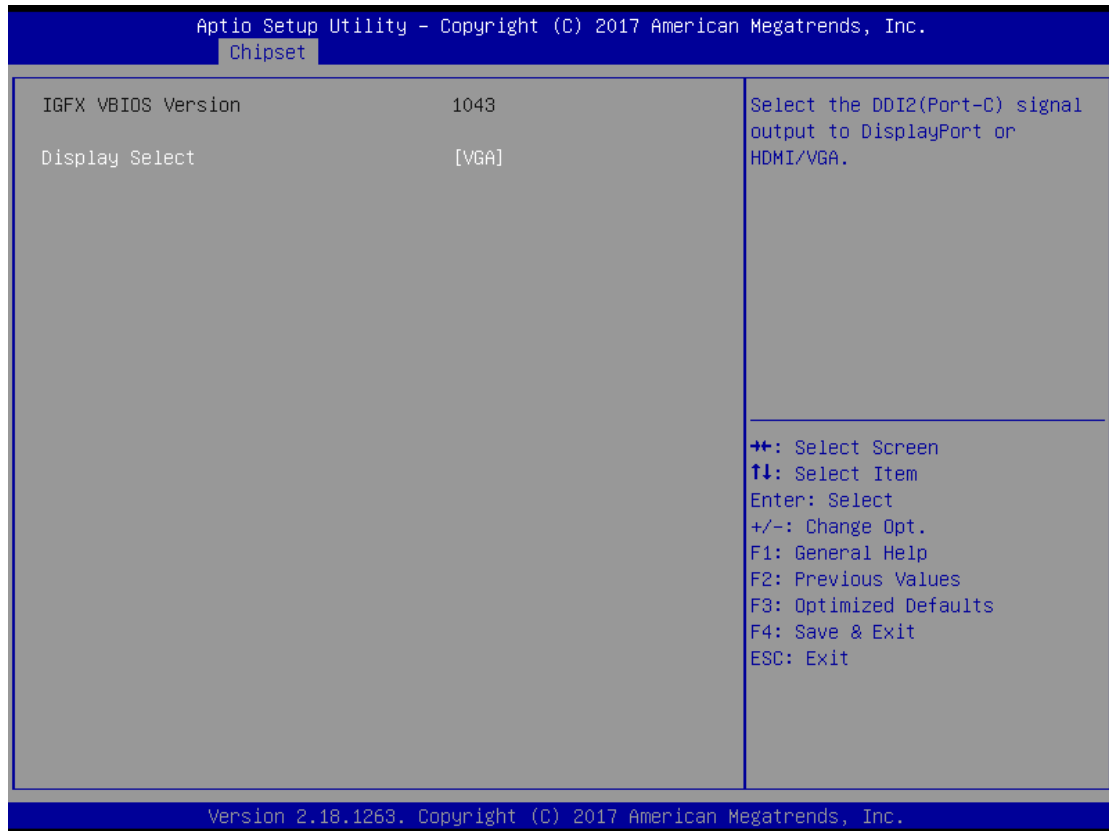 Aptio Setup Utility – Copyright (C) 2017 American Megatrends, Inc.
Chipset
IGFX VBIOS Version 1043
Display Select [VGA]
Select the DDI2(Port-C) signal
output to DisplayPort or
HDMI/VGA.
→←: Select Screen
↑↓: Select Item
Enter: Select
+/-: Change Opt.
F1: General Help
F2: Previous Values
F3: Optimized Defaults
F4: Save & Exit
ESC: Exit
Version 2.18.1263. Copyright (C) 2017 American Megatrends, Inc.